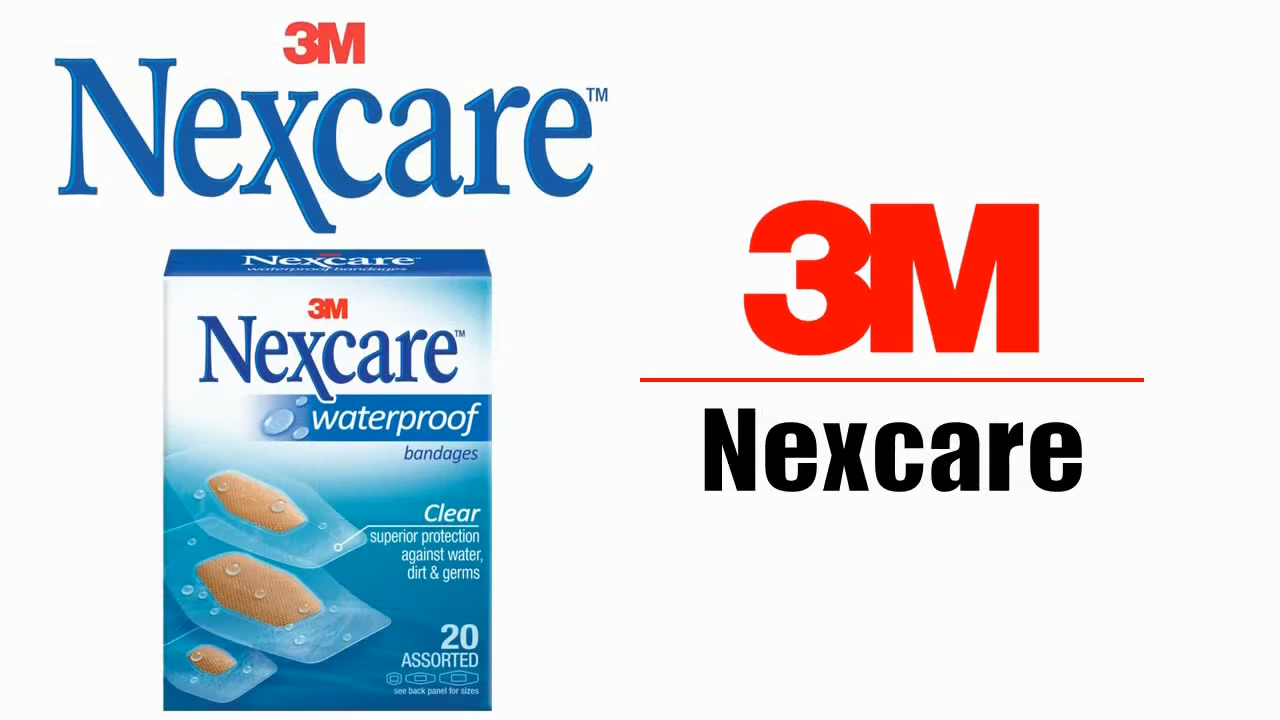 3M
Nexcare™
Nexcare
waterproof bandages
3M
Nexcare™
waterproof
bandages
Clear
superior protection
against water,
dirt & germs
20
ASSORTED
see back panel for sizes
3M
Nexcare